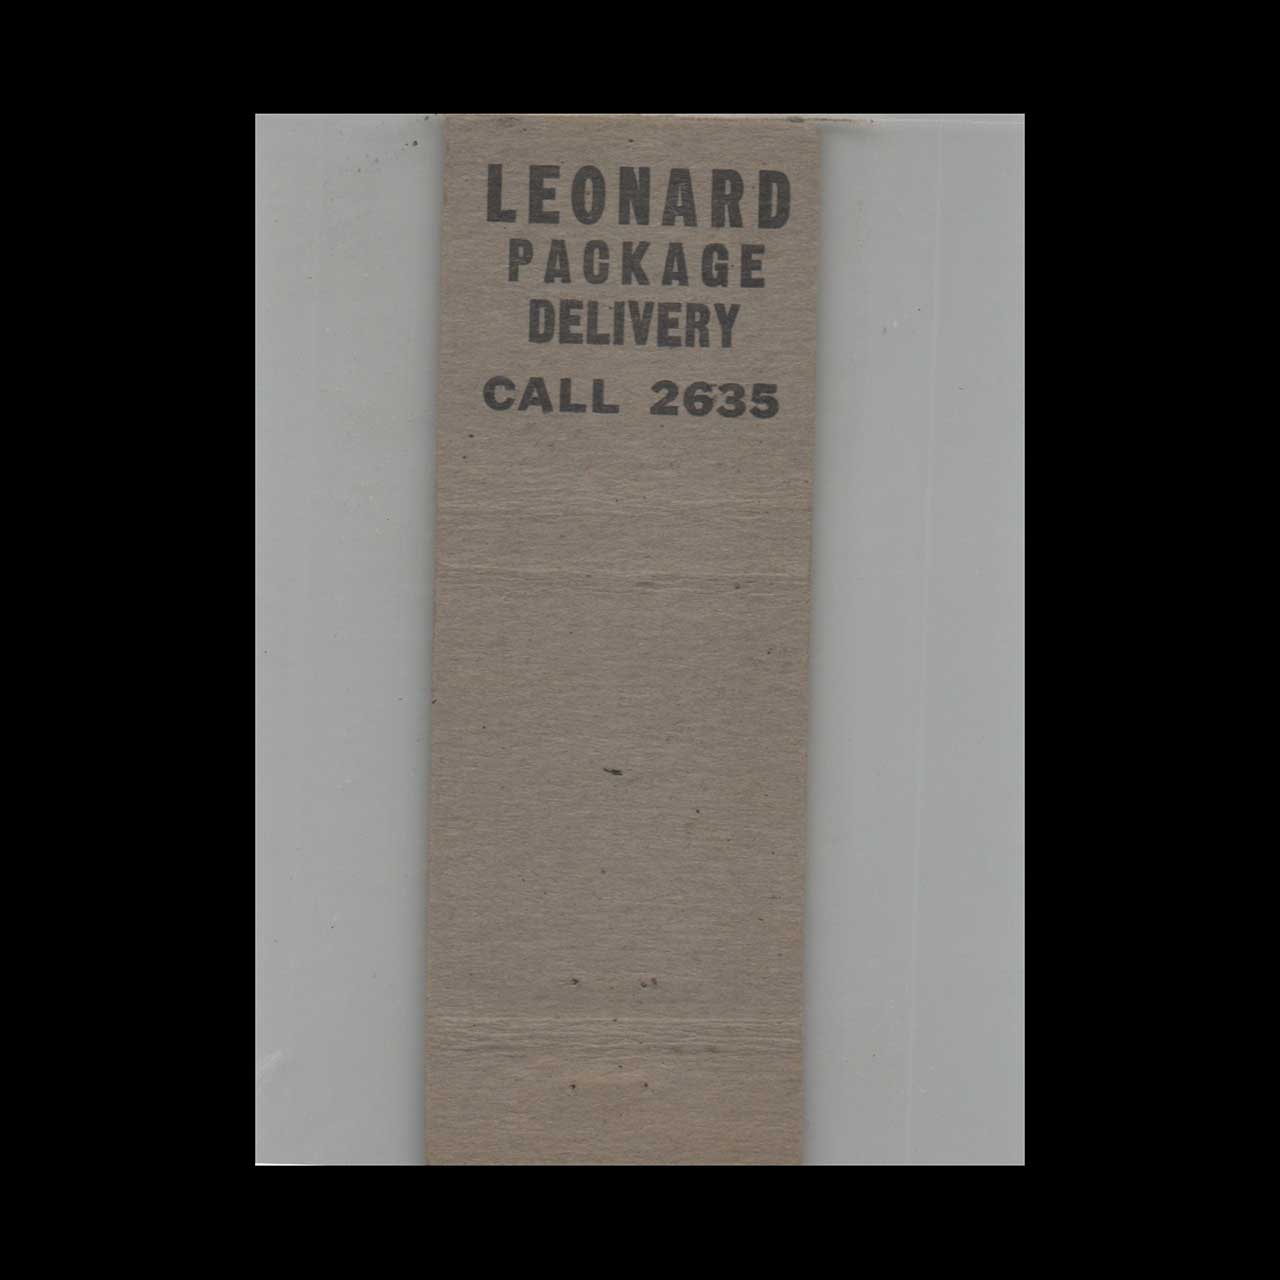 LEONARD
PACKAGE
DELIVERY
CALL 2635